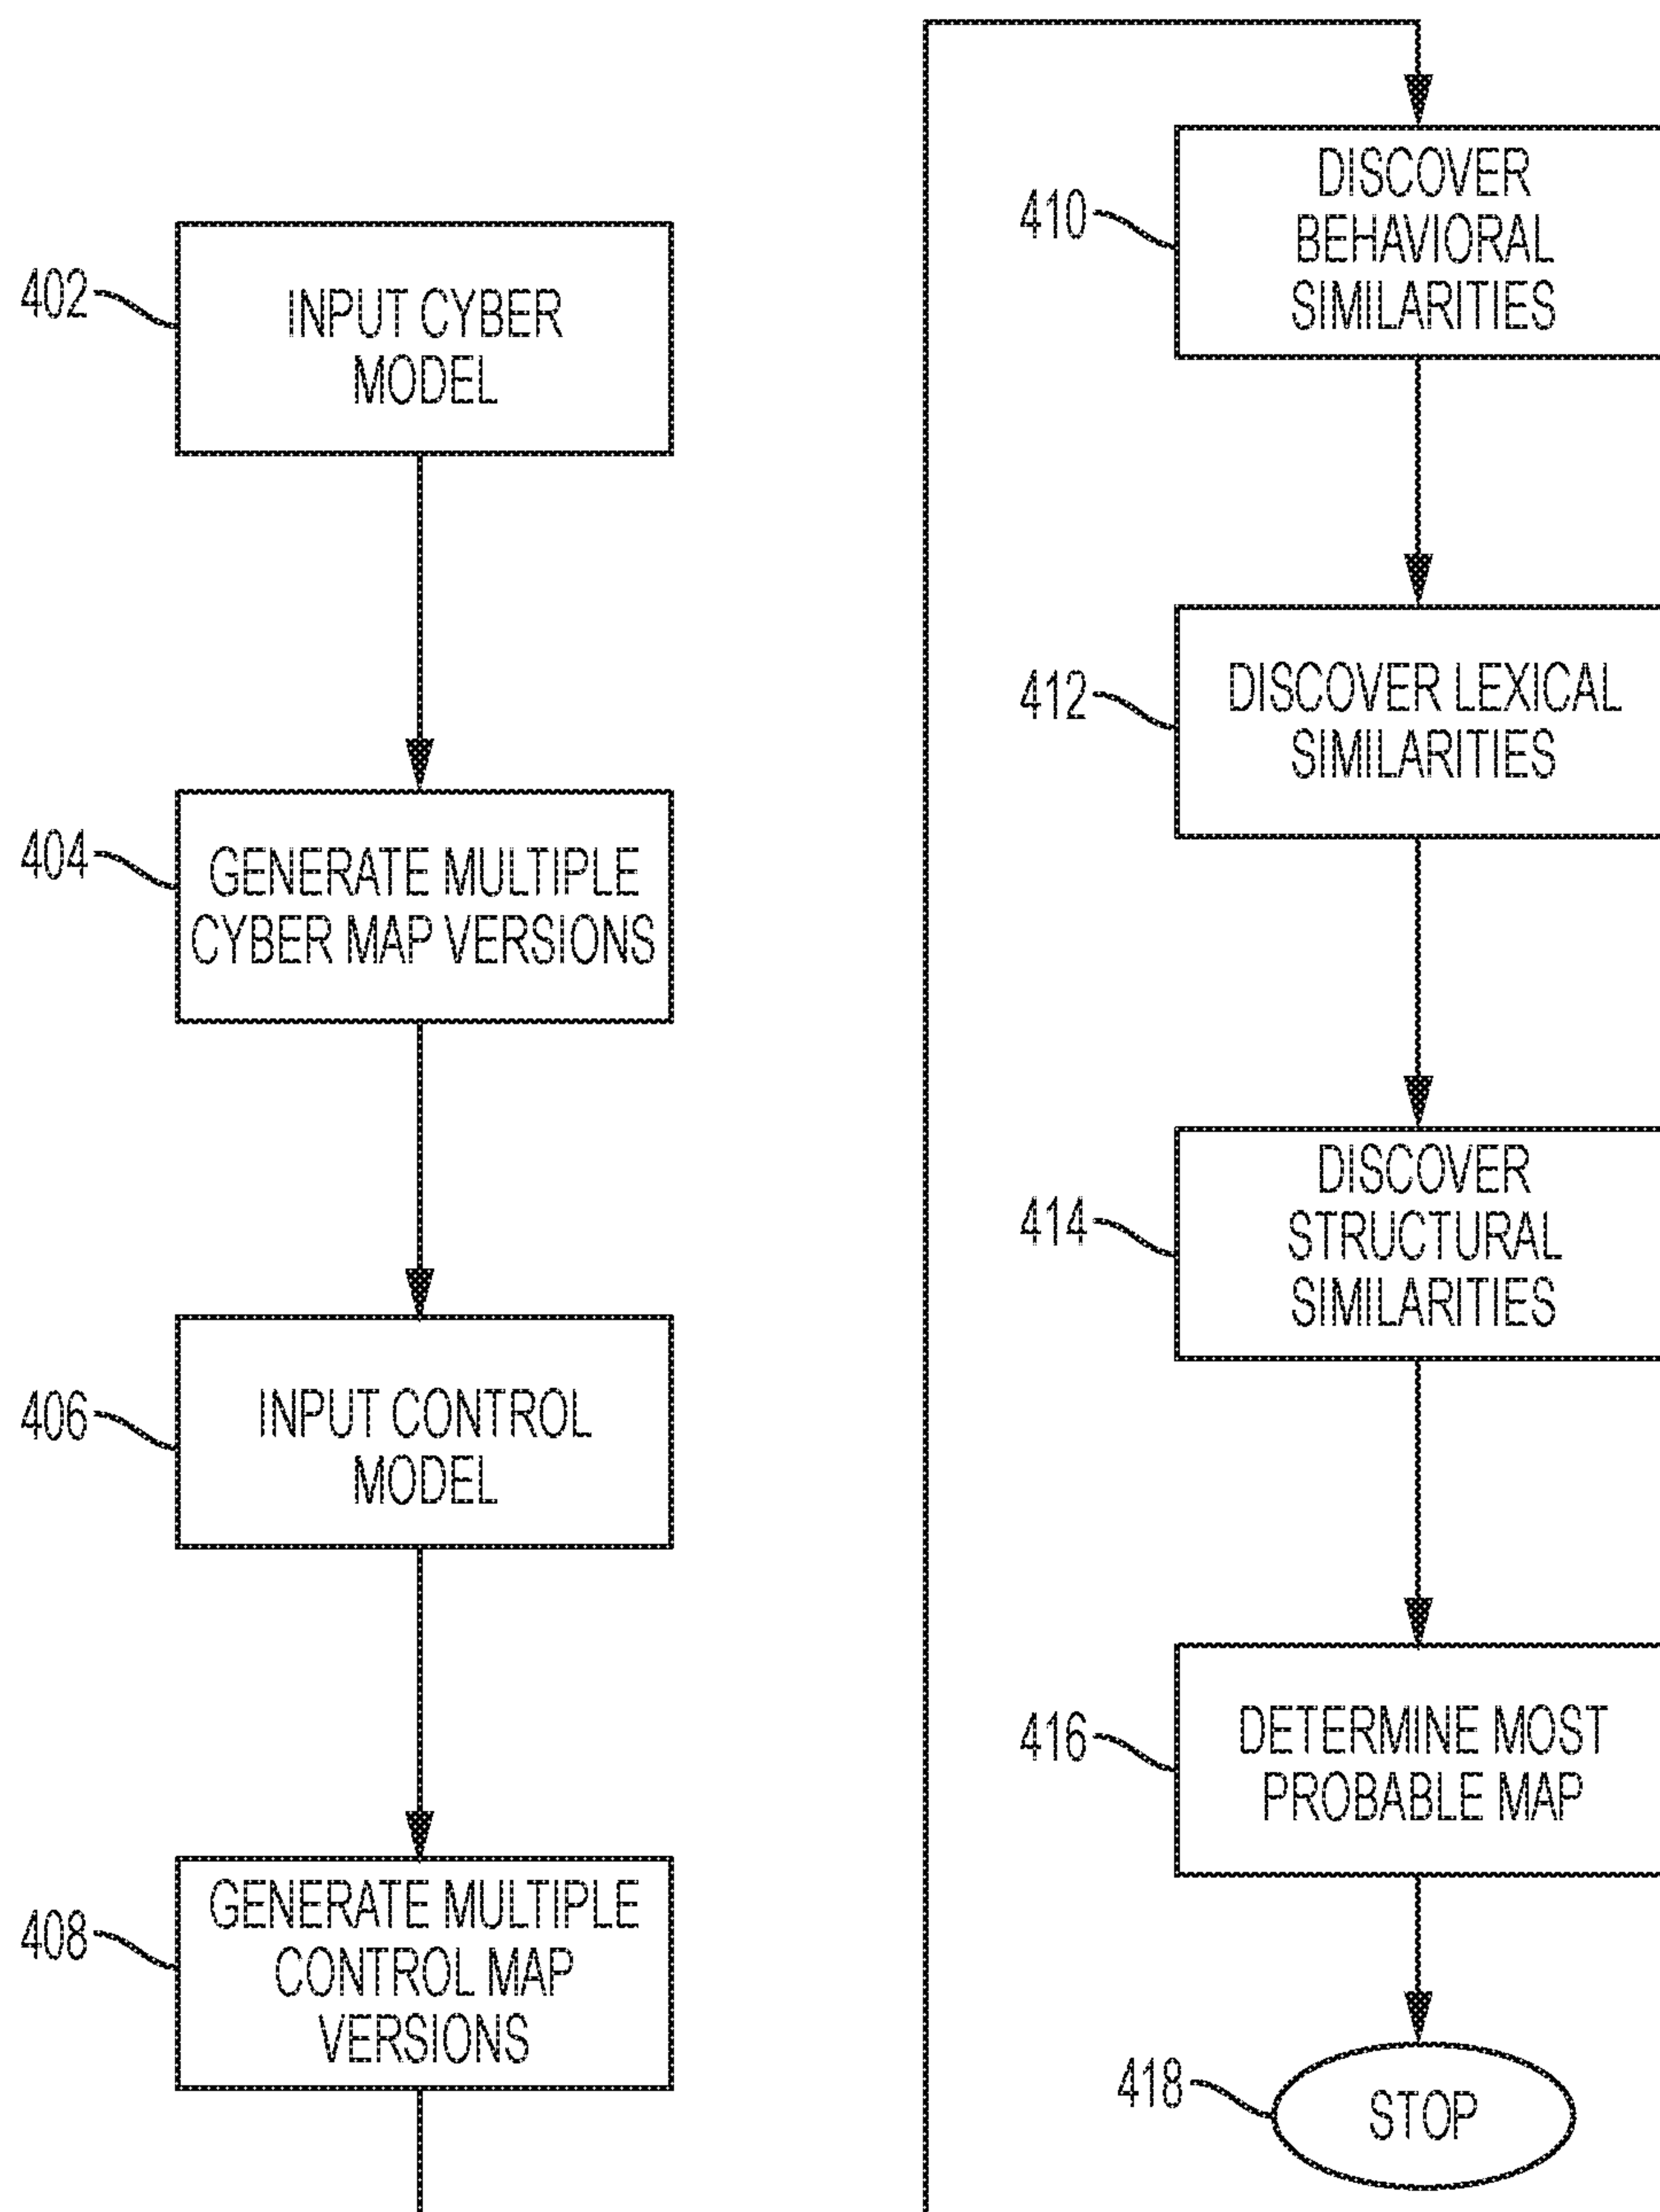 402
INPUT CYBER
MODEL
404
GENERATE MULTIPLE
CYBER MAP VERSIONS
406
INPUT CONTROL
MODEL
408
GENERATE MULTIPLE
CONTROL MAP
VERSIONS
410
DISCOVER
BEHAVIORAL
SIMILARITIES
412
DISCOVER LEXICAL
SIMILARITIES
414
DISCOVER
STRUCTURAL
SIMILARITIES
416
DETERMINE MOST
PROBABLE MAP
418
STOP